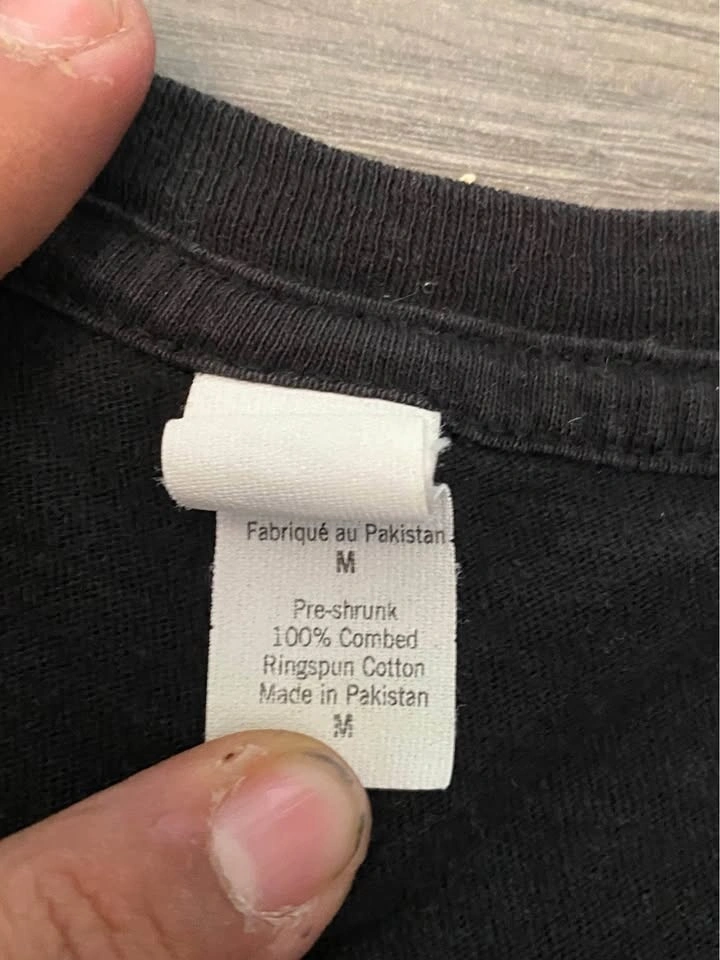 Fabriqué au Pakistan
M
Pre-shrunk
100% Combed
Ringspun Cotton
Made in Pakistan
M